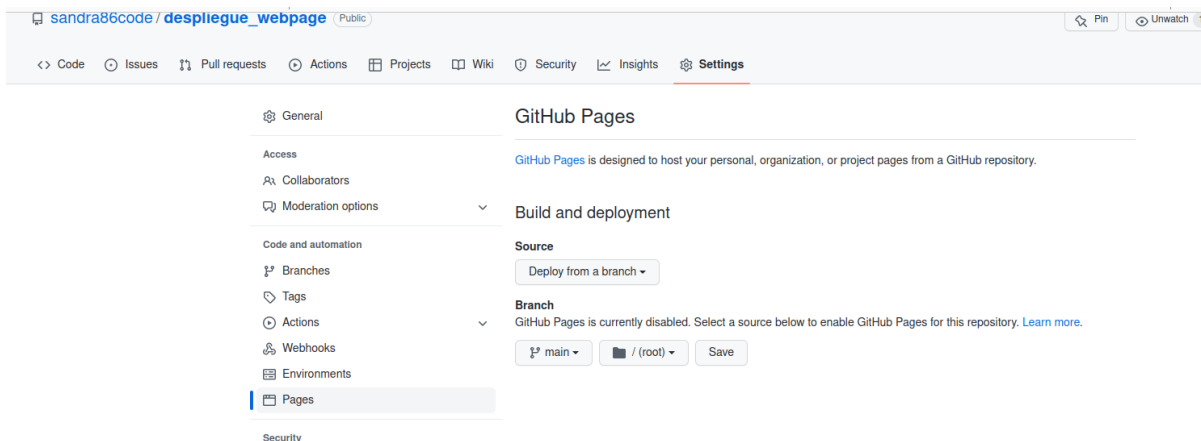 sandra86code / despliegue_webpage Public
Pin
Unwatch
Code
Issues
Pull requests
Actions
Projects
Wiki
Security
Insights
Settings
General
Access
Collaborators
Moderation options
Code and automation
Branches
Tags
Actions
Webhooks
Environments
Pages
Security
GitHub Pages
GitHub Pages is designed to host your personal, organization, or project pages from a GitHub repository.
Build and deployment
Source
Deploy from a branch
Branch
GitHub Pages is currently disabled. Select a source below to enable GitHub Pages for this repository. Learn more.
main
/ (root)
Save